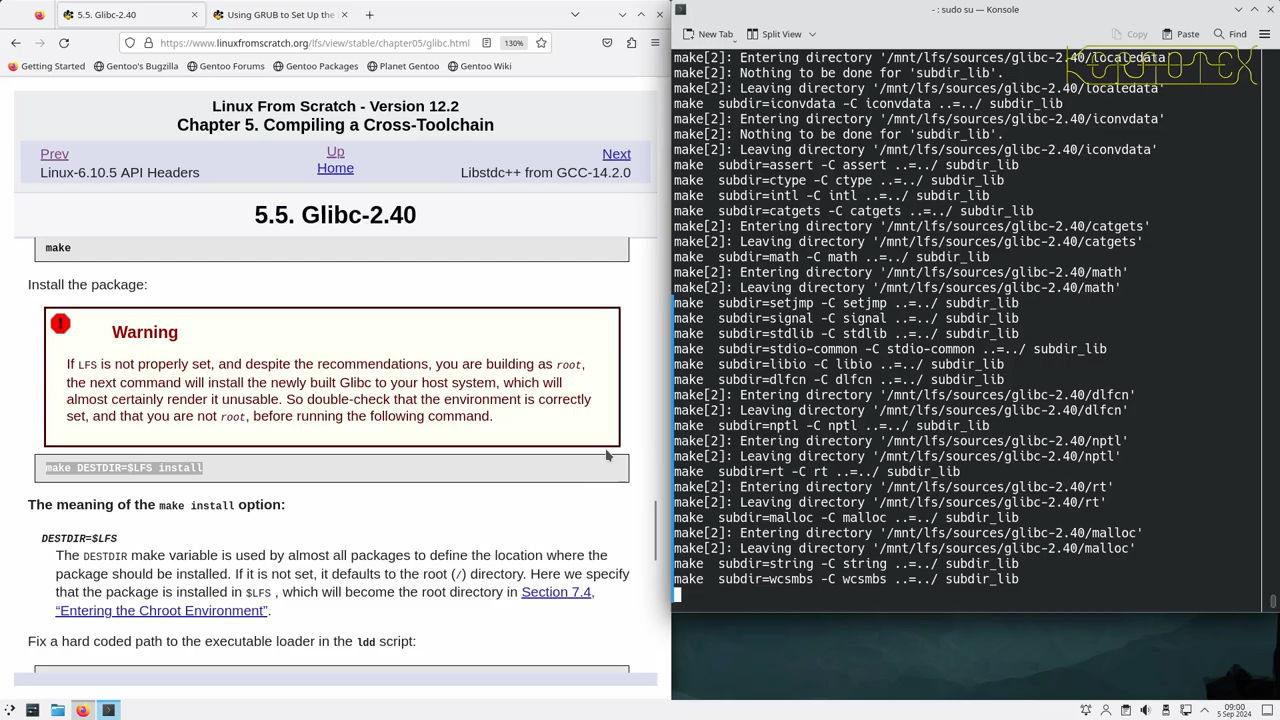 5.5. Glibc-2.40
Using GRUB to Set Up the
https://www.linuxfromscratch.org/lfs/view/stable/chapter05/glibc.html
130%
Getting Started
Gentoo's Bugzilla
Gentoo Forums
Gentoo Packages
Planet Gentoo
Gentoo Wiki
Linux From Scratch - Version 12.2
Chapter 5. Compiling a Cross-Toolchain
Prev
Up
Next
Linux-6.10.5 API Headers
Home
Libstdc++ from GCC-14.2.0
5.5. Glibc-2.40
make
Install the package:
Warning
If LFS is not properly set, and despite the recommendations, you are building as root,
the next command will install the newly built Glibc to your host system, which will
almost certainly render it unusable. So double-check that the environment is correctly
set, and that you are not root, before running the following command.
make DESTDIR=$LFS install
The meaning of the make install option:
DESTDIR=$LFS
The DESTDIR make variable is used by almost all packages to define the location where the
package should be installed. If it is not set, it defaults to the root (/) directory. Here we specify
that the package is installed in $LFS , which will become the root directory in Section 7.4,
“Entering the Chroot Environment”.
Fix a hard coded path to the executable loader in the ldd script:
- : sudo su — Konsole
New Tab
Split View
Copy
Paste
Find
make[2]: Entering directory '/mnt/lfs/sources/glibc-2.40/localedata'
make[2]: Nothing to be done for 'subdir_lib'.
make[2]: Leaving directory '/mnt/lfs/sources/glibc-2.40/localedata'
make  subdir=iconvdata -C iconvdata ..=../ subdir_lib
make[2]: Entering directory '/mnt/lfs/sources/glibc-2.40/iconvdata'
make[2]: Nothing to be done for 'subdir_lib'.
make[2]: Leaving directory '/mnt/lfs/sources/glibc-2.40/iconvdata'
make  subdir=assert -C assert ..=../ subdir_lib
make  subdir=ctype -C ctype ..=../ subdir_lib
make  subdir=intl -C intl ..=../ subdir_lib
make  subdir=catgets -C catgets ..=../ subdir_lib
make[2]: Entering directory '/mnt/lfs/sources/glibc-2.40/catgets'
make[2]: Leaving directory '/mnt/lfs/sources/glibc-2.40/catgets'
make  subdir=math -C math ..=../ subdir_lib
make[2]: Entering directory '/mnt/lfs/sources/glibc-2.40/math'
make[2]: Leaving directory '/mnt/lfs/sources/glibc-2.40/math'
make  subdir=setjmp -C setjmp ..=../ subdir_lib
make  subdir=signal -C signal ..=../ subdir_lib
make  subdir=stdlib -C stdlib ..=../ subdir_lib
make  subdir=stdio-common -C stdio-common ..=../ subdir_lib
make  subdir=libio -C libio ..=../ subdir_lib
make  subdir=dlfcn -C dlfcn ..=../ subdir_lib
make[2]: Entering directory '/mnt/lfs/sources/glibc-2.40/dlfcn'
make[2]: Leaving directory '/mnt/lfs/sources/glibc-2.40/dlfcn'
make  subdir=nptl -C nptl ..=../ subdir_lib
make[2]: Entering directory '/mnt/lfs/sources/glibc-2.40/nptl'
make[2]: Leaving directory '/mnt/lfs/sources/glibc-2.40/nptl'
make  subdir=rt -C rt ..=../ subdir_lib
make[2]: Entering directory '/mnt/lfs/sources/glibc-2.40/rt'
make[2]: Leaving directory '/mnt/lfs/sources/glibc-2.40/rt'
make  subdir=malloc -C malloc ..=../ subdir_lib
make[2]: Entering directory '/mnt/lfs/sources/glibc-2.40/malloc'
make[2]: Leaving directory '/mnt/lfs/sources/glibc-2.40/malloc'
make  subdir=string -C string ..=../ subdir_lib
make  subdir=wcsmbs -C wcsmbs ..=../ subdir_lib
09:00
5 Sep 2024